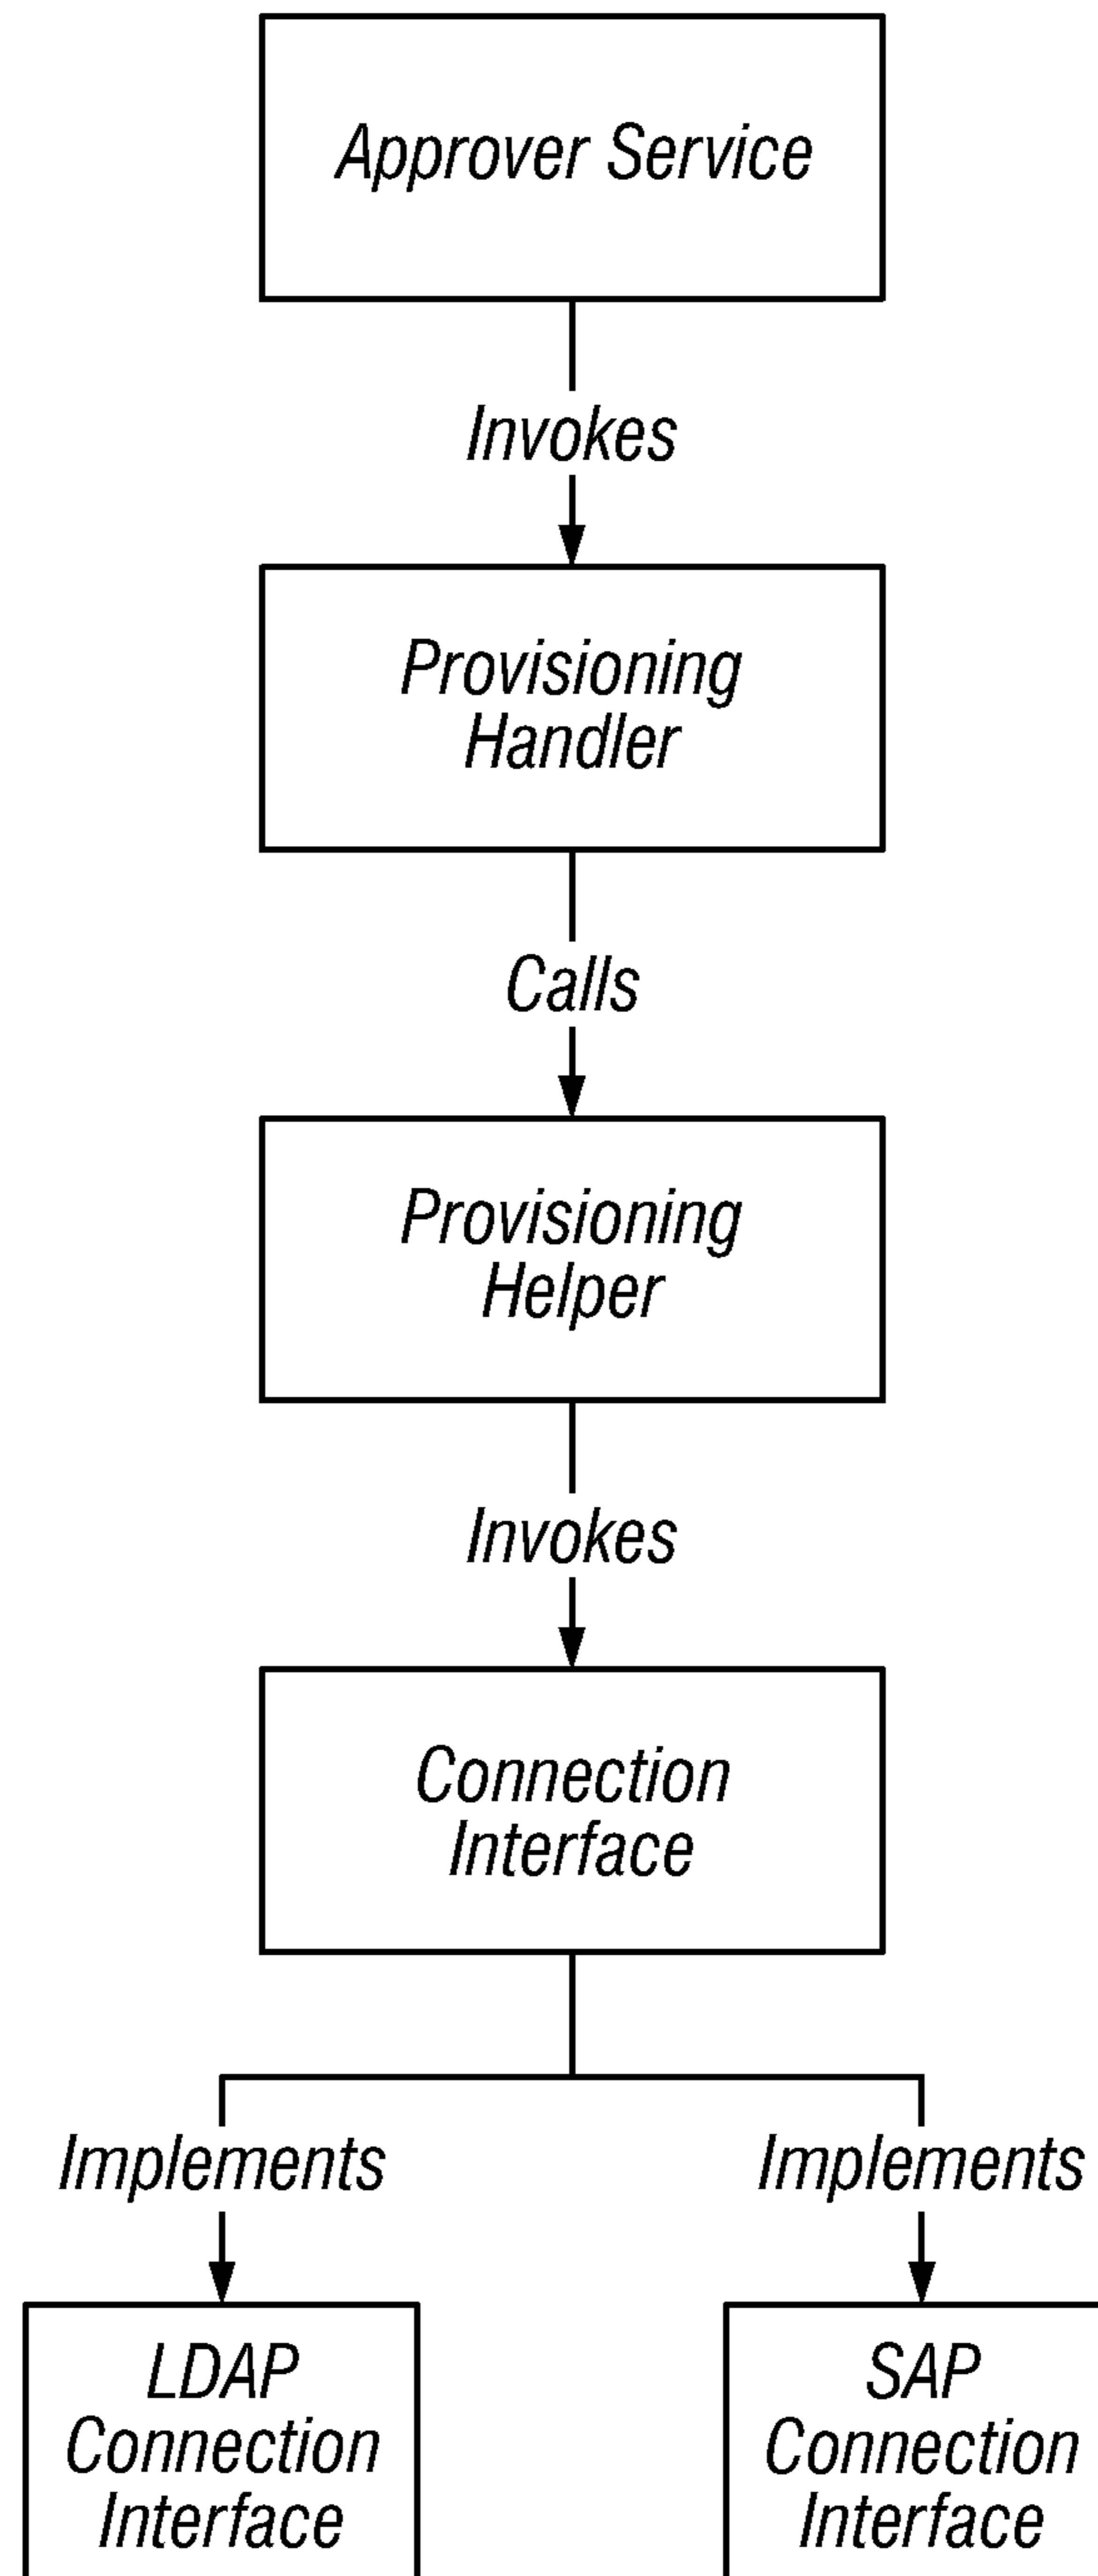 Approver Service
Invokes
Provisioning
Handler
Calls
Provisioning
Helper
Invokes
Connection
Interface
Implements
Implements
LDAP
Connection
Interface
SAP
Connection
Interface